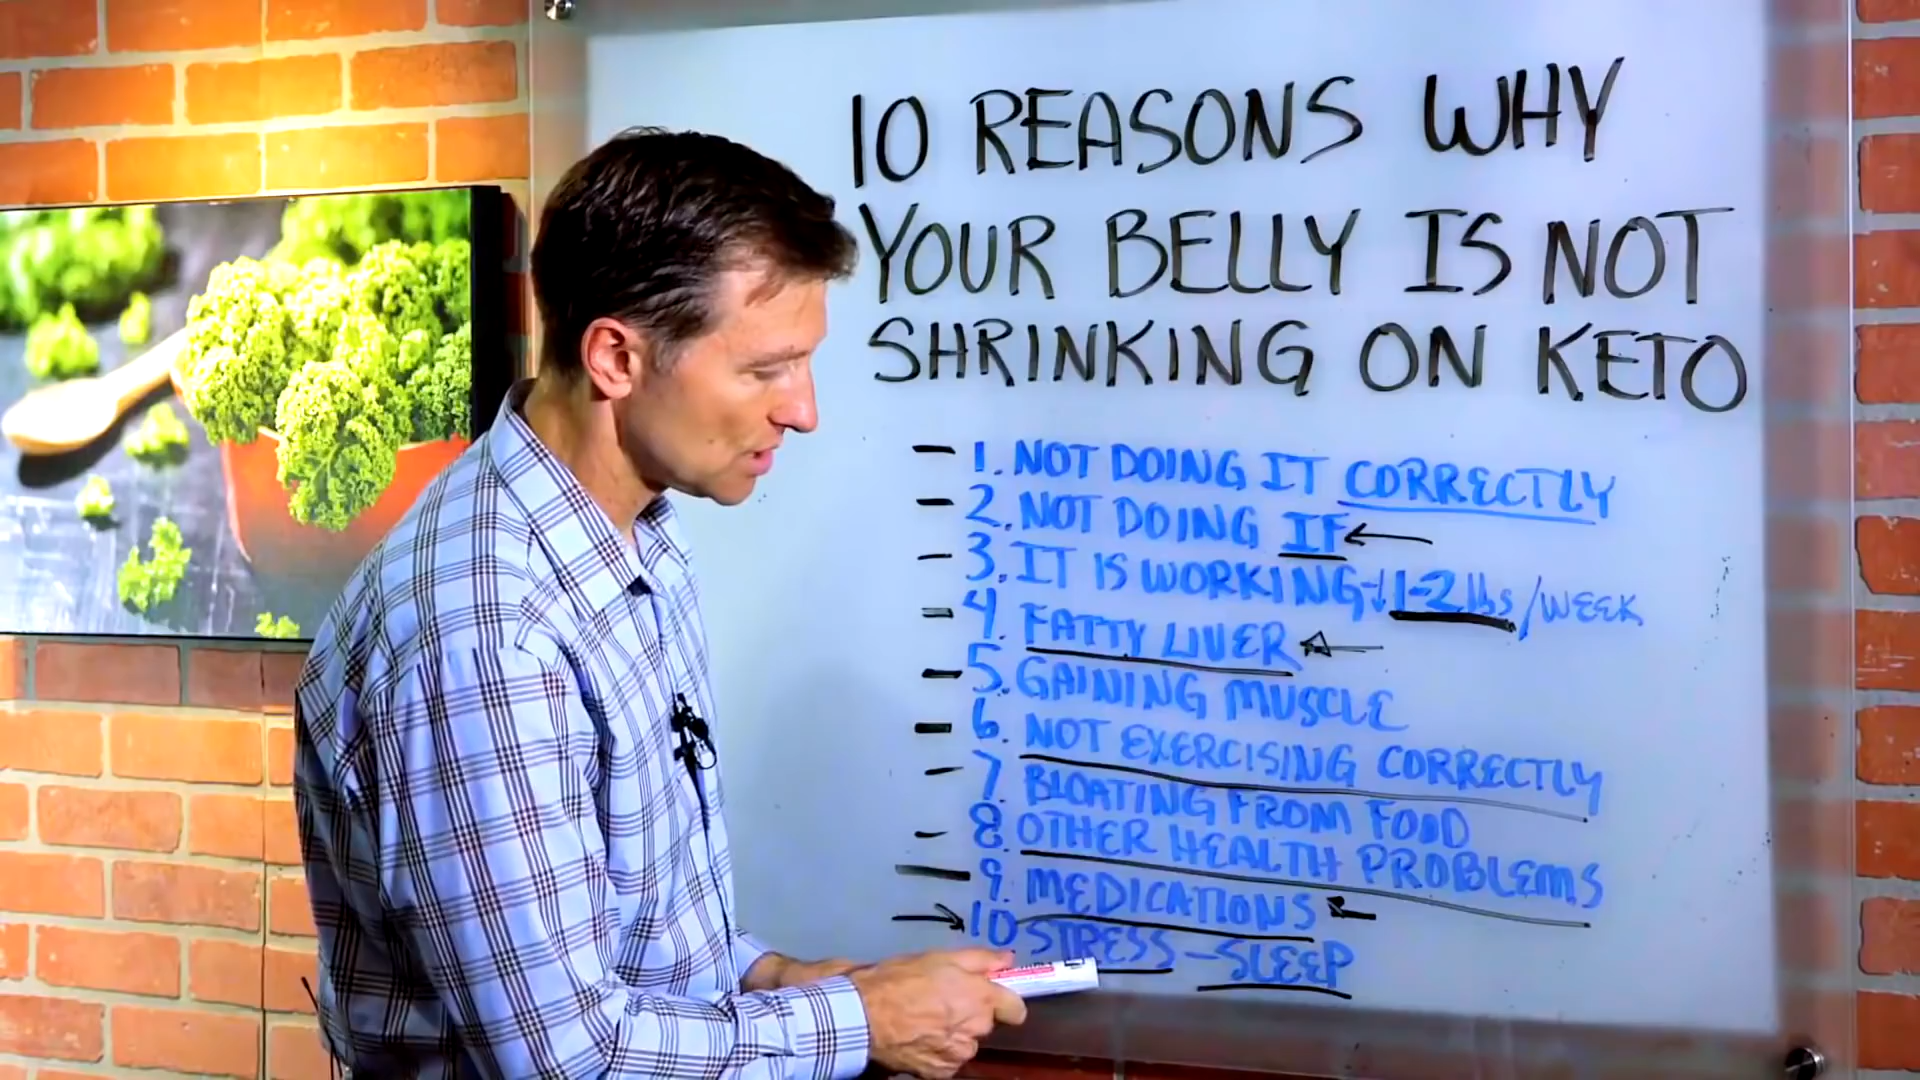 10 REASONS WHY
YOUR BELLY IS NOT
SHRINKING ON KETO
1. NOT DOING IT CORRECTLY
2. NOT DOING IF
3. IT IS WORKING-↓1-2 lbs/WEEK
4. FATTY LIVER
5. GAINING MUSCLE
6. NOT EXERCISING CORRECTLY
7. BLOATING FROM FOOD
8. OTHER HEALTH PROBLEMS
9. MEDICATIONS
10 STRESS-SLEEP